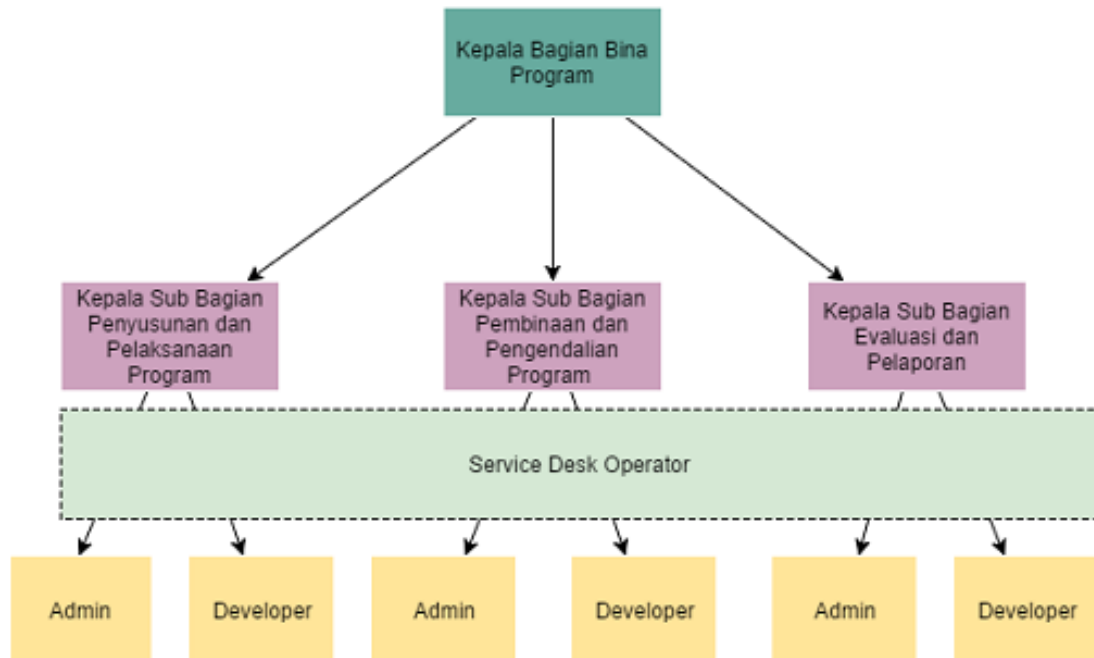 Kepala Bagian Bina
Program
Kepala Sub Bagian
Penyusunan dan
Pelaksanaan
Program
Kepala Sub Bagian
Pembinaan dan
Pengendalian
Program
Kepala Sub Bagian
Evaluasi dan
Pelaporan
Service Desk Operator
Admin
Developer
Admin
Developer
Admin
Developer